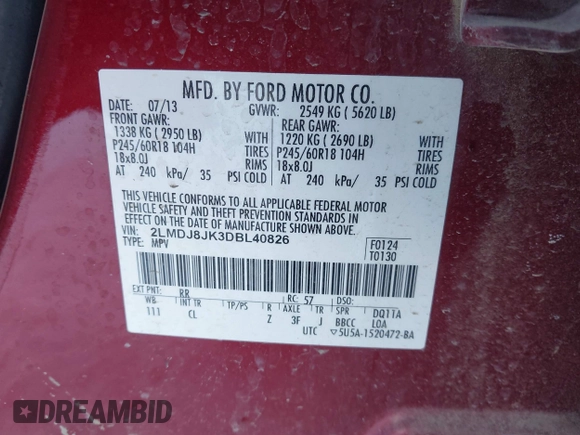 MFD. BY FORD MOTOR CO.
DATE: 07/13 GVWR: 2549 KG ( 5620 LB)
FRONT GAWR: REAR GAWR:
1338 KG ( 2950 LB) 1220 KG ( 2690 LB)
P245/60R18 104H TIRES P245/60R18 104H TIRES
18x8.0J RIMS 18x8.0J RIMS
AT 240 kPa/ 35 PSI COLD AT 240 kPa/ 35 PSI COLD
THIS VEHICLE CONFORMS TO ALL APPLICABLE FEDERAL MOTOR
VEHICLE SAFETY AND THEFT PREVENTION STANDARDS IN
EFFECT ON THE DATE OF MANUFACTURE SHOWN ABOVE.
VIN: 2LMDJ8JK3DBL40826
TYPE: MPV
F0124
T0130
EXT PNT: RR RC: 57 DSO:
WB INT TR TP/PS R AXLE TR SPR DQ11A
111 CL Z 3F J BBCC LOA
UTC ▽5U5A-1520472-BA
DREAMBID